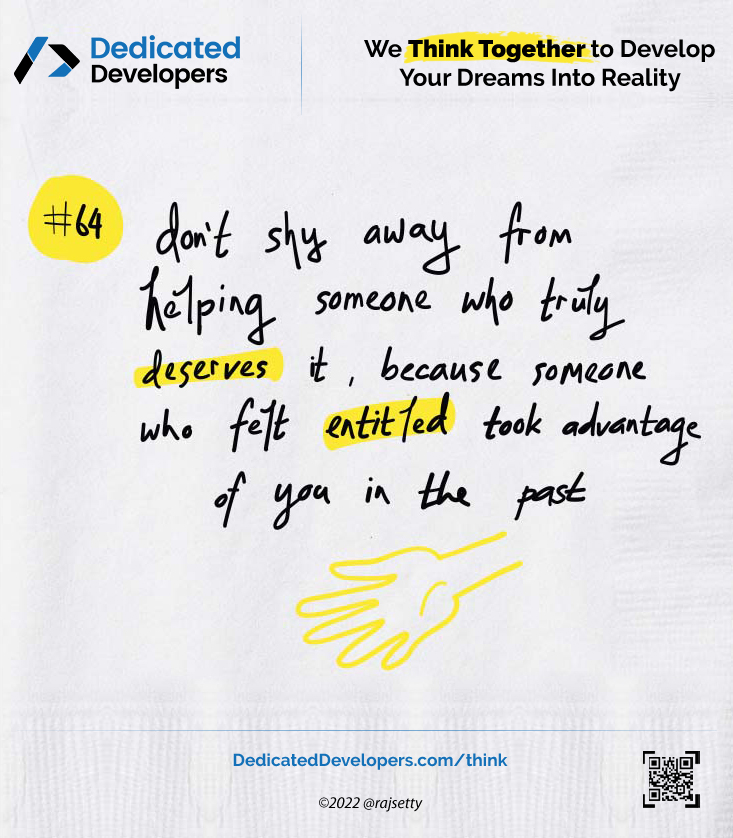 Dedicated
Developers
We Think Together to Develop
Your Dreams Into Reality
#64
don't shy away from
helping someone who truly
deserves it, because someone
who felt entitled took advantage
of you in the past
DedicatedDevelopers.com/think
©2022 @rajsetty